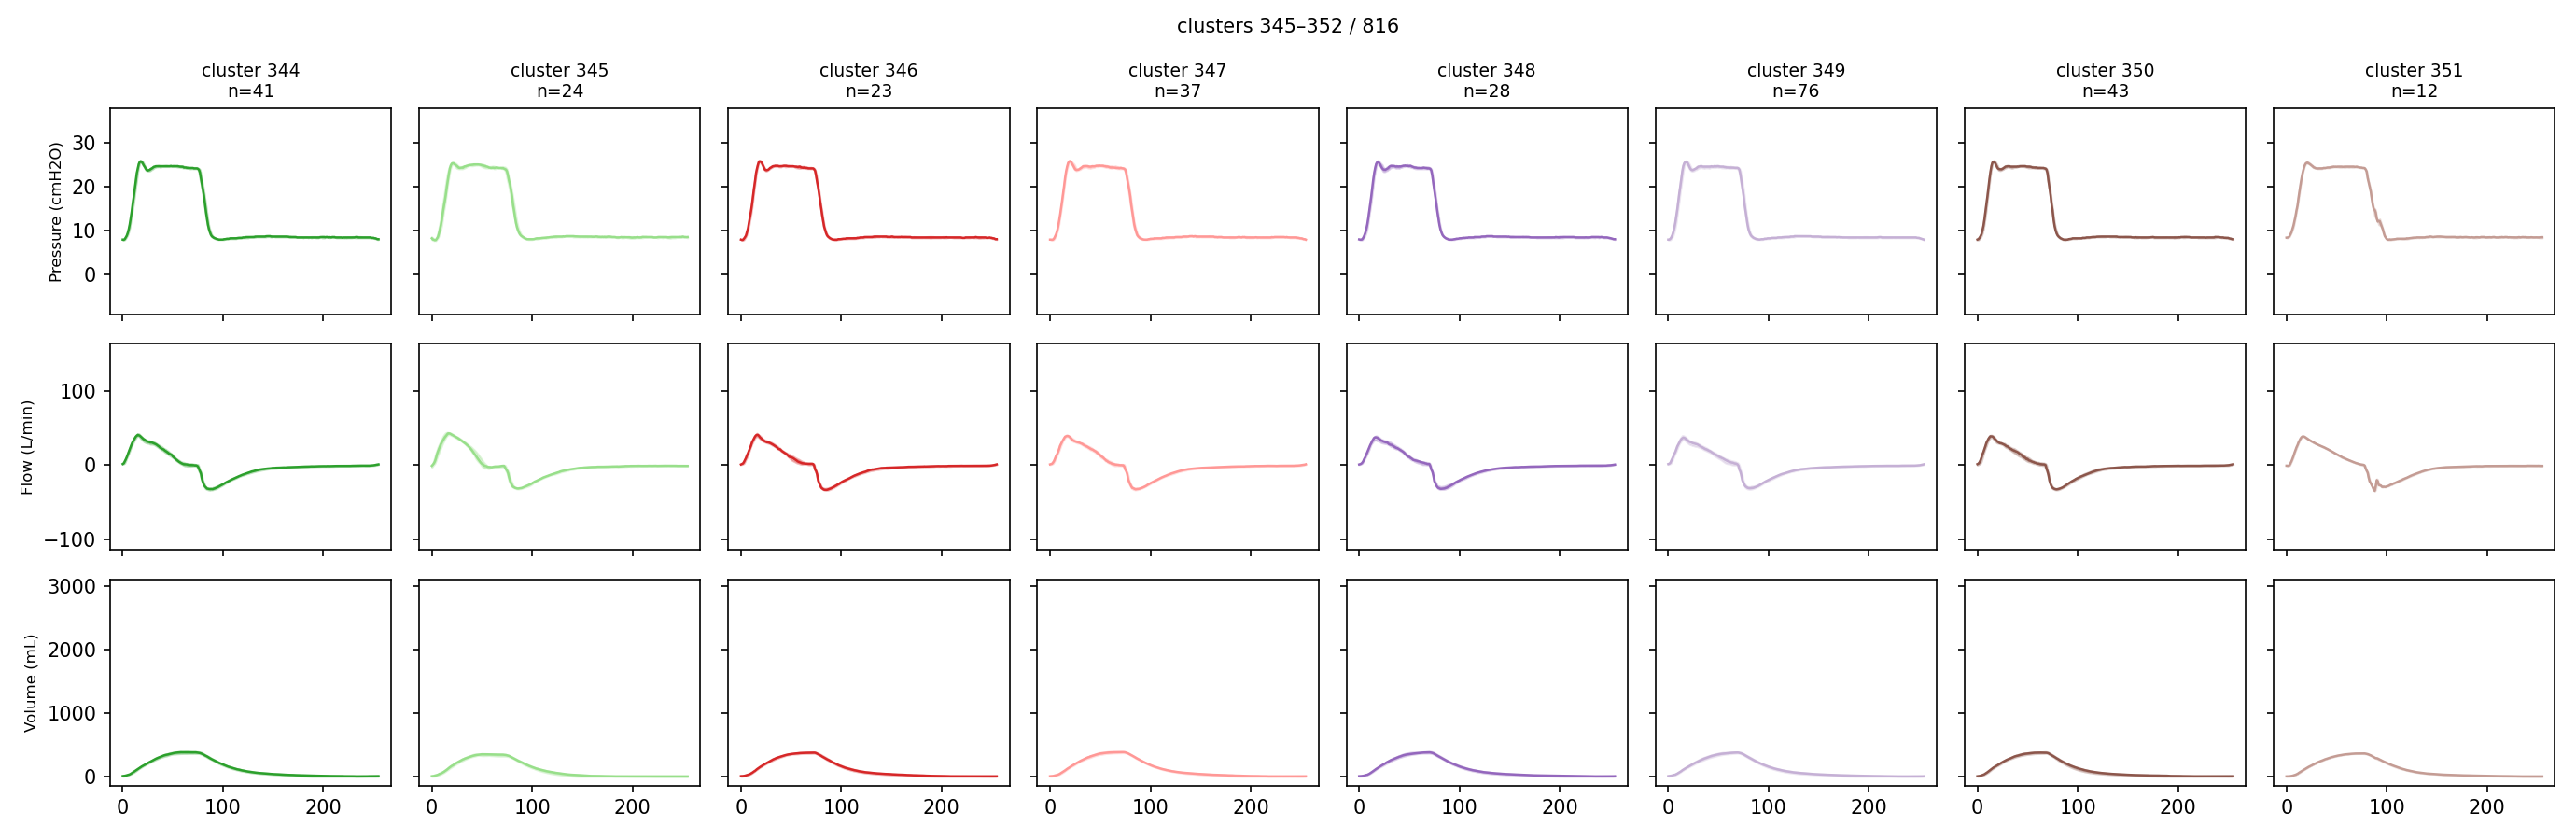 clusters 345–352 / 816
cluster 344
n=41
cluster 345
n=24
cluster 346
n=23
cluster 347
n=37
cluster 348
n=28
cluster 349
n=76
cluster 350
n=43
cluster 351
n=12
Pressure (cmH2O)
30
20
10
0
Flow (L/min)
100
0
−100
Volume (mL)
3000
2000
1000
0
0 100 200 0 100 200 0 100 200 0 100 200 0 100 200 0 100 200 0 100 200 0 100 200